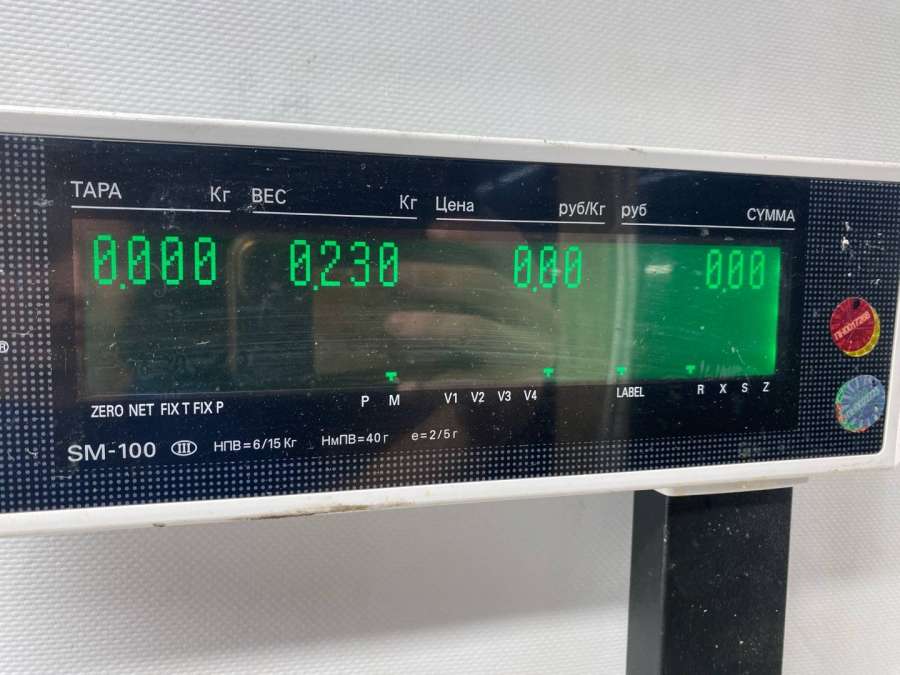 ТАРА Кг ВЕС Кг Цена руб/Кг руб СУММА
0.000 0.230 0.00 0.00
®
ZERO NET FIX T FIX P P M V1 V2 V3 V4 LABEL R X S Z
SM-100 III НПВ=6/15 Кг НмПВ=40 г e=2/5 г